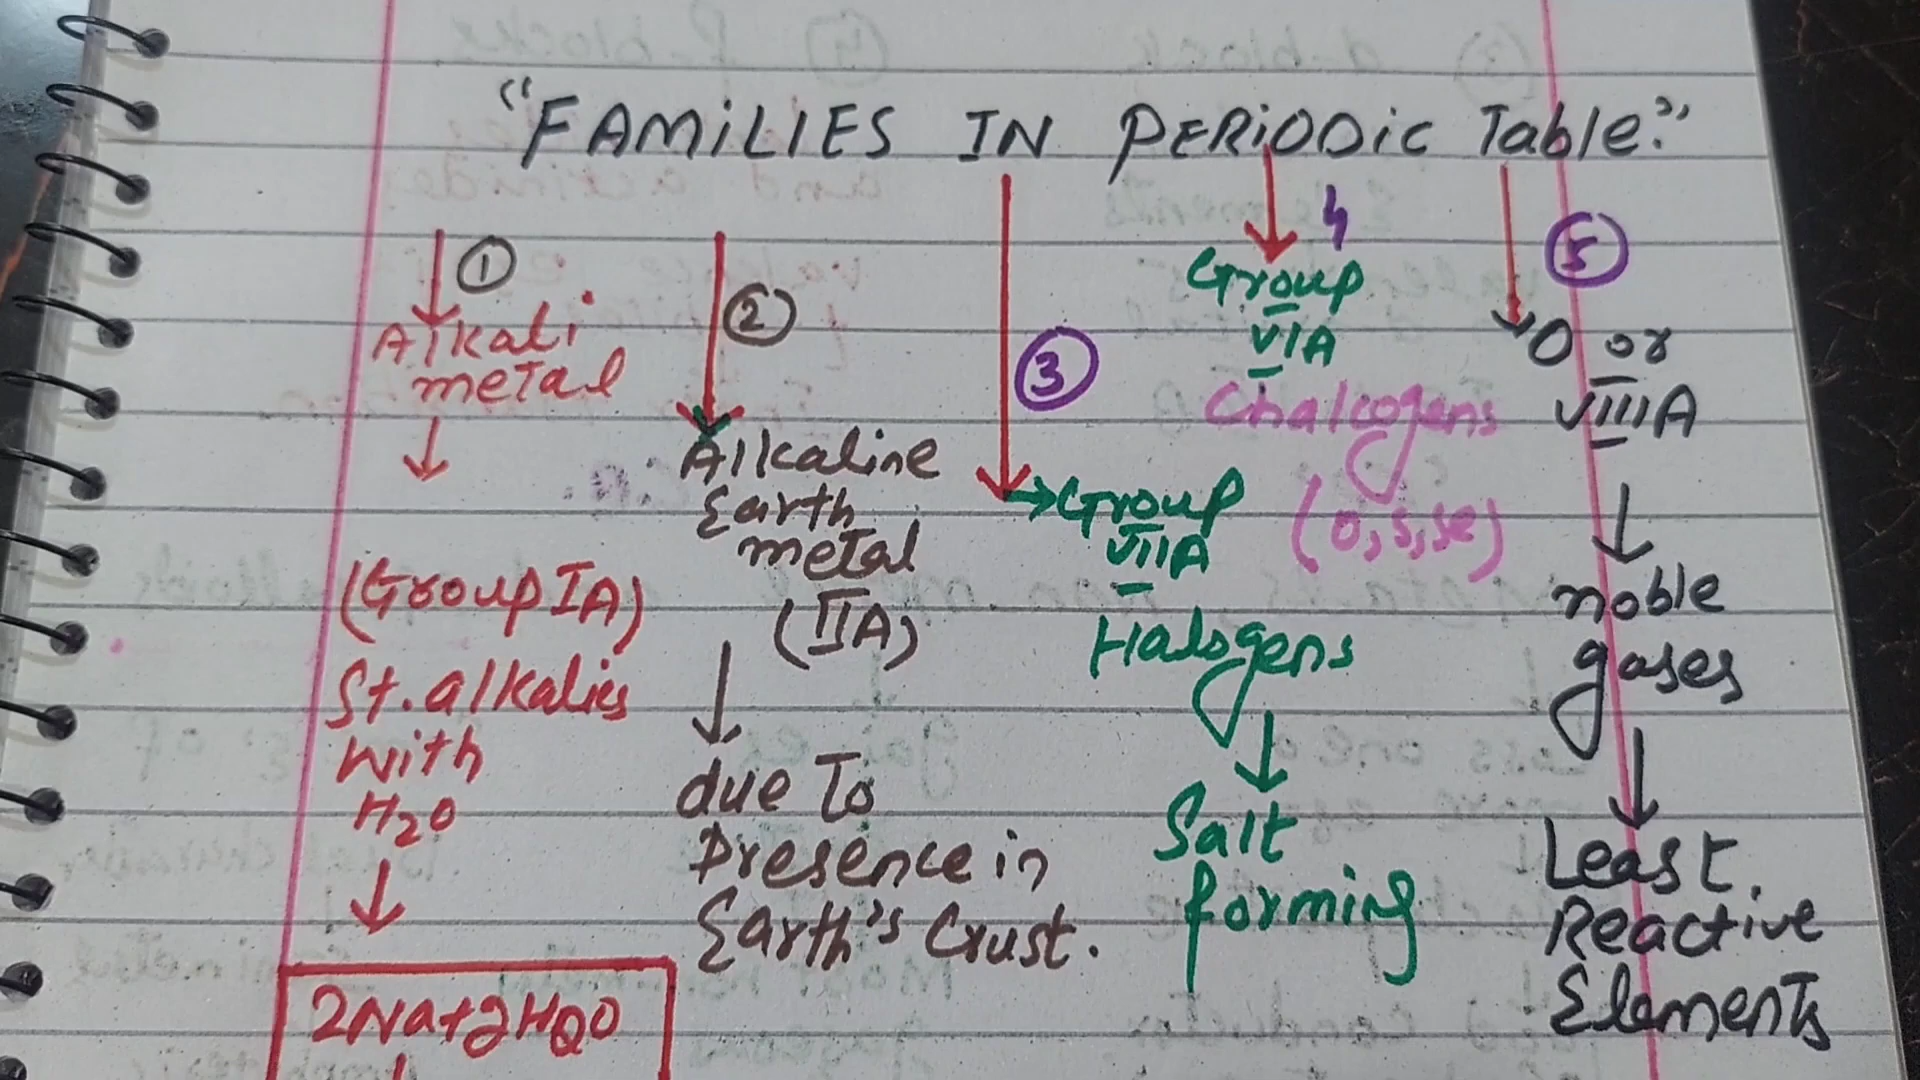 "FAMILIES IN PERIODIC Table."
①
Alkali
metal
(Group IA)
St. alkalies
with
H2O
2Na+2H2O
②
Alkaline
Earth
metal
(IIA)
due To
Presence in
Earth's Crust.
③
Group
VIIA
Halogens
Salt
forming
4
Group
VIA
Chalcogens
(O,S,Se)
⑤
O or
VIIIA
noble
gases
Least
Reactive
Elements